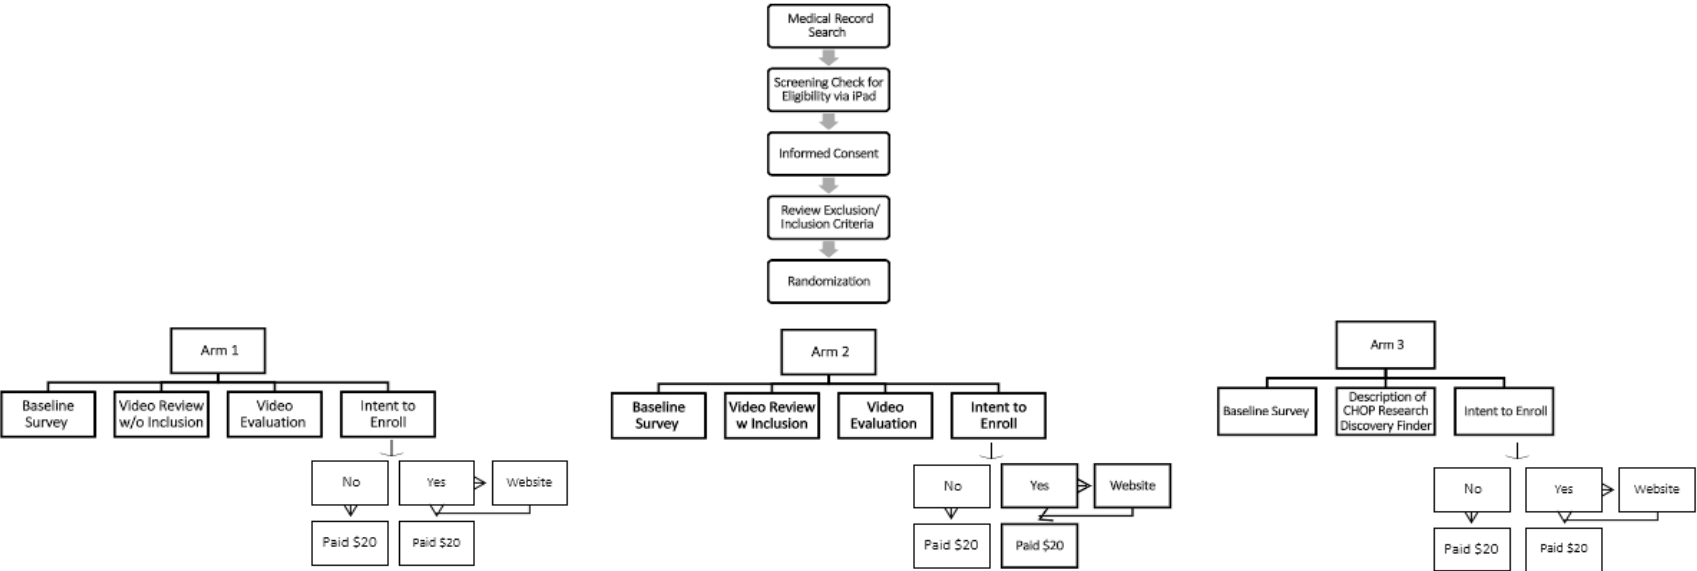 Medical Record
Search
Screening Check for
Eligibility via iPad
Informed Consent
Review Exclusion/
Inclusion Criteria
Randomization
Arm 1
Baseline
Survey
Video Review
w/o Inclusion
Video
Evaluation
Intent to
Enroll
No
Yes
Website
Paid $20
Paid $20
Arm 2
Baseline
Survey
Video Review
w Inclusion
Video
Evaluation
Intent to
Enroll
No
Yes
Website
Paid $20
Paid $20
Arm 3
Baseline Survey
Description of
CHOP Research
Discovery Finder
Intent to Enroll
No
Yes
Website
Paid $20
Paid $20